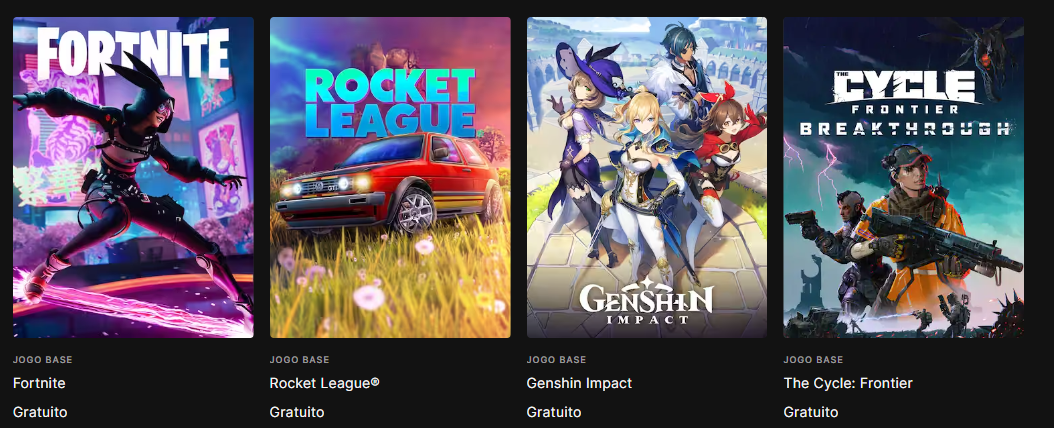 FORTNITE
JOGO BASE
Fortnite
Gratuito
ROCKET
LEAGUE
JOGO BASE
Rocket League®
Gratuito
GENSHIN
IMPACT
JOGO BASE
Genshin Impact
Gratuito
THE CYCLE
FRONTIER
BREAKTHROUGH
JOGO BASE
The Cycle: Frontier
Gratuito